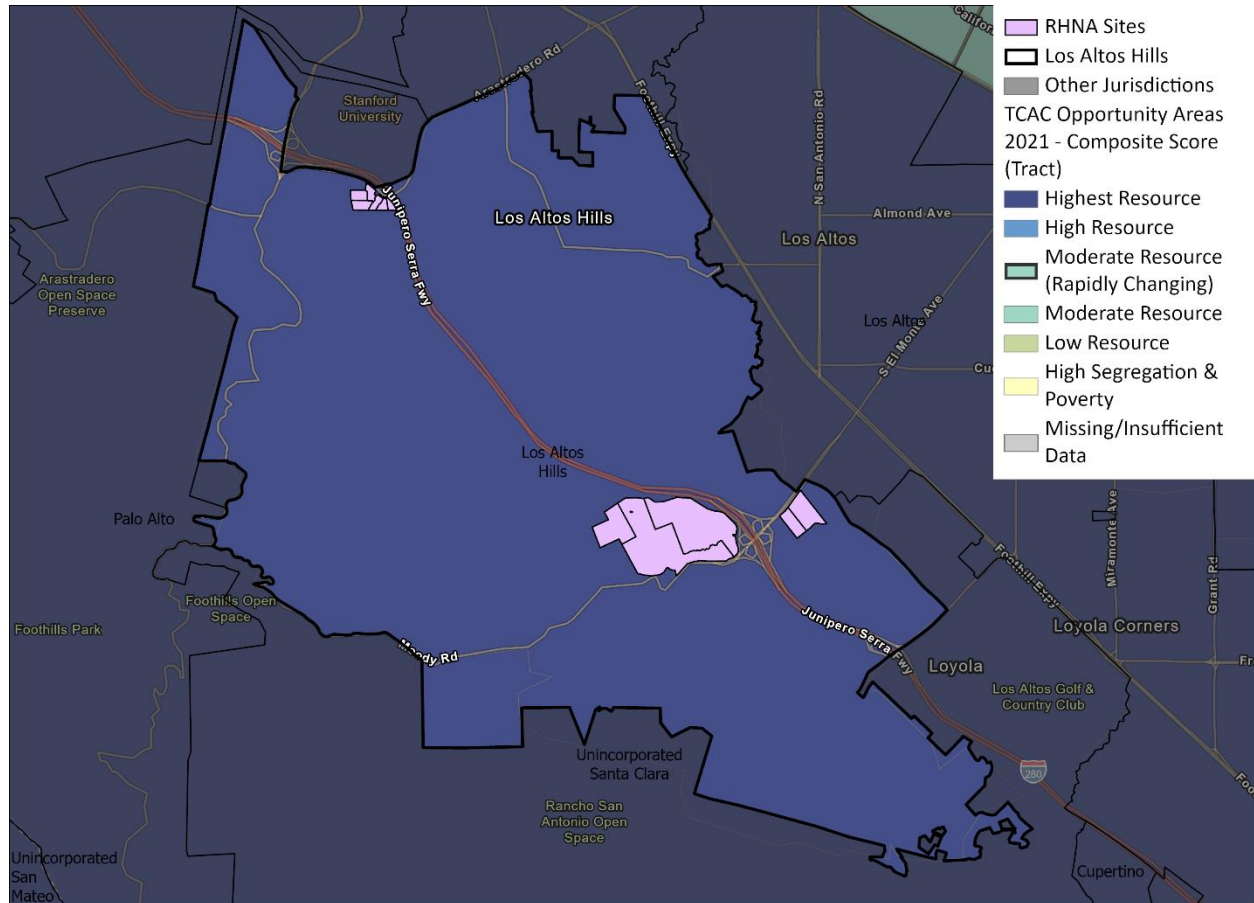 RHNA Sites
Los Altos Hills
Other Jurisdictions
TCAC Opportunity Areas
2021 - Composite Score
(Tract)
Highest Resource
High Resource
Moderate Resource
(Rapidly Changing)
Moderate Resource
Low Resource
High Segregation &
Poverty
Missing/Insufficient
Data
Arastradero Rd
Foothill Expy
Stanford
University
N San Antonio Rd
Junipero Serra Fwy
Los Altos Hills
Almond Ave
Los Altos
Arastradero
Open Space
Preserve
Los Altos
S El Monte Ave
Los Altos
Hills
Palo Alto
Foothills Open
Space
Foothills Park
Moody Rd
Junipero Serra Fwy
Foothill Expy
Miramonte Ave
Grant Rd
Loyola Corners
Loyola
Los Altos Golf &
Country Club
Unincorporated
Santa Clara
280
Rancho San
Antonio Open
Space
Unincorporated
San
Mateo
Cupertino